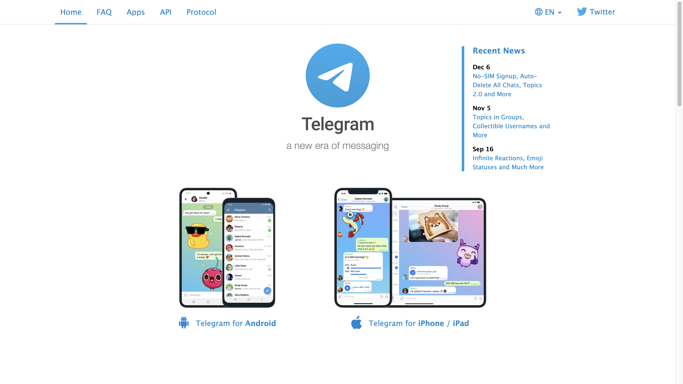 Home FAQ Apps API Protocol EN Twitter
Telegram
a new era of messaging
Recent News
Dec 6
No-SIM Signup, Auto-
Delete All Chats, Topics
2.0 and More
Nov 5
Topics in Groups,
Collectible Usernames and
More
Sep 16
Infinite Reactions, Emoji
Statuses and Much More
Telegram for Android
Telegram for iPhone / iPad